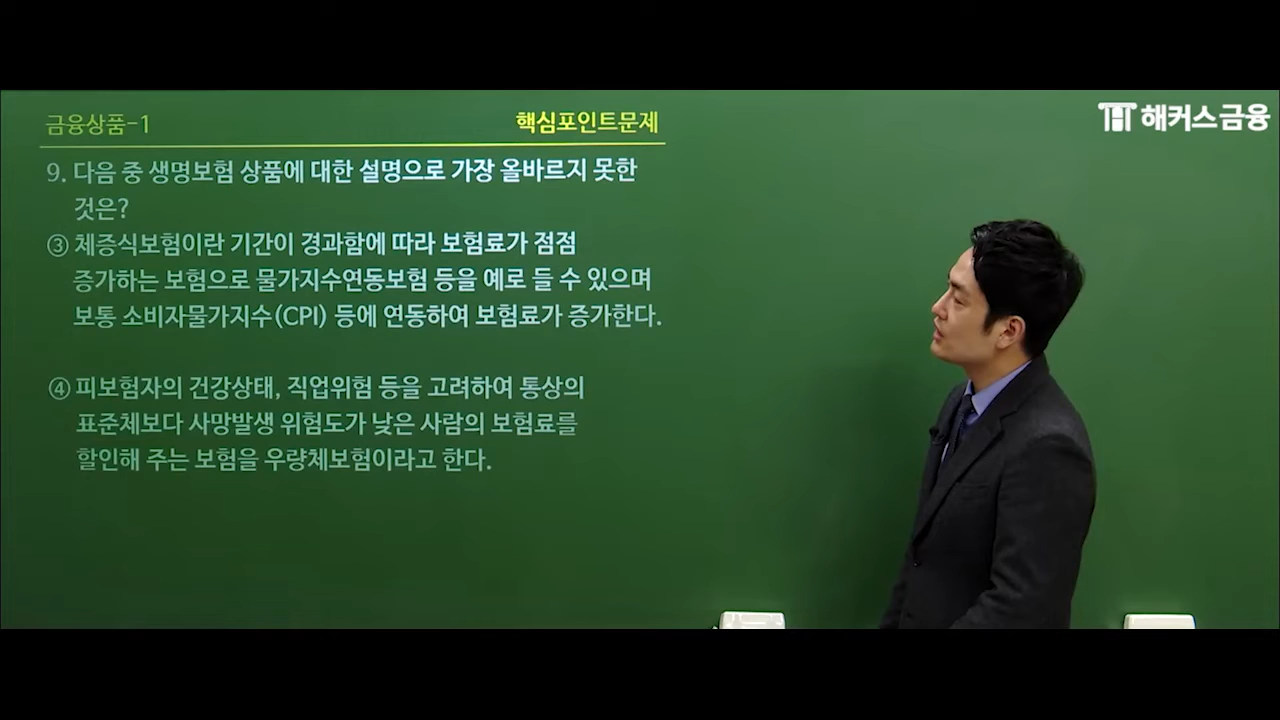 금융상품-1
핵심포인트문제
해커스금융
9. 다음 중 생명보험 상품에 대한 설명으로 가장 올바르지 못한
것은?
③ 체증식보험이란 기간이 경과함에 따라 보험료가 점점
증가하는 보험으로 물가지수연동보험 등을 예로 들 수 있으며
보통 소비자물가지수(CPI) 등에 연동하여 보험료가 증가한다.
④ 피보험자의 건강상태, 직업위험 등을 고려하여 통상의
표준체보다 사망발생 위험도가 낮은 사람의 보험료를
할인해 주는 보험을 우량체보험이라고 한다.